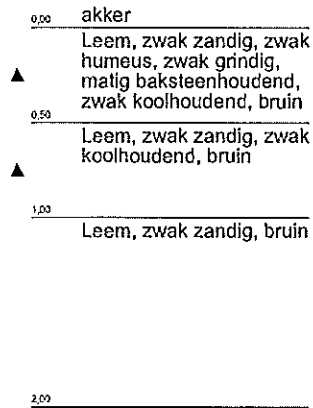 0,00 akker
Leem, zwak zandig, zwak
humeus, zwak grindig,
matig baksteenhoudend,
zwak koolhoudend, bruin
0,50
Leem, zwak zandig, zwak
koolhoudend, bruin
1,00
Leem, zwak zandig, bruin
2,00